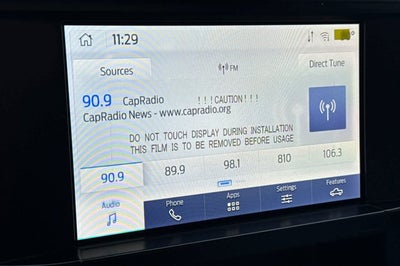 11:29
Sources
FM
Direct Tune
90.9 CapRadio
! ! ! CAUTION ! ! !
CapRadio News - www.capradio.org
DO NOT TOUCH DISPLAY DURING INSTALLATION
THIS FILM IS TO BE REMOVED BEFORE USAGE
90.9 89.9 98.1 810 106.3
Audio Phone Apps Settings Features